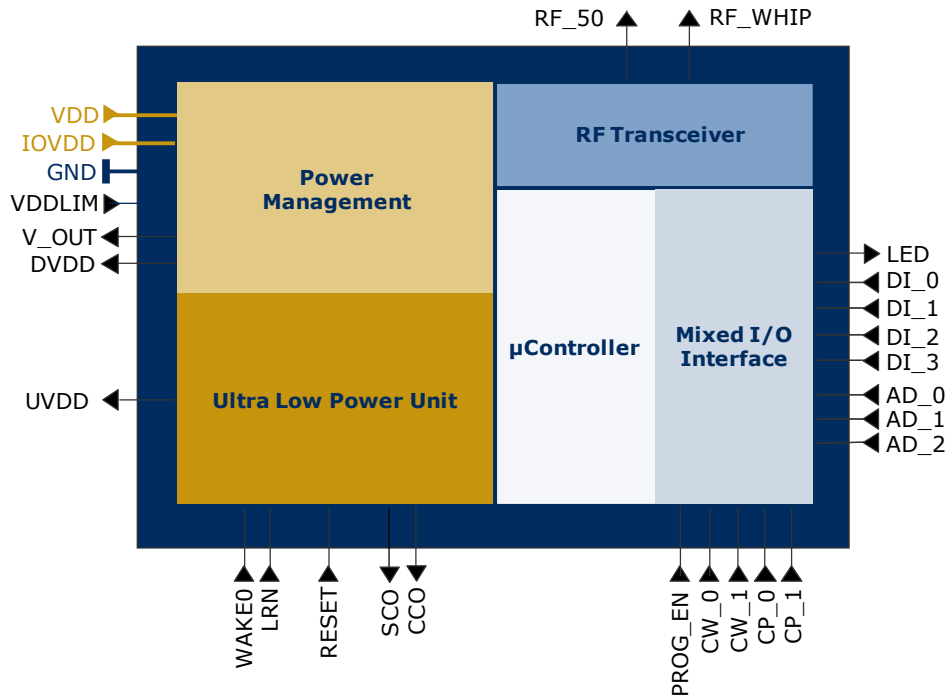 RF_50
RF_WHIP
VDD
IOVDD
GND
VDDLIM
V_OUT
DVDD
UVDD
Power
Management
RF Transceiver
Ultra Low Power Unit
µController
Mixed I/O
Interface
LED
DI_0
DI_1
DI_2
DI_3
AD_0
AD_1
AD_2
WAKE0
LRN
RESET
SCO
CCO
PROG_EN
CW_0
CW_1
CP_0
CP_1